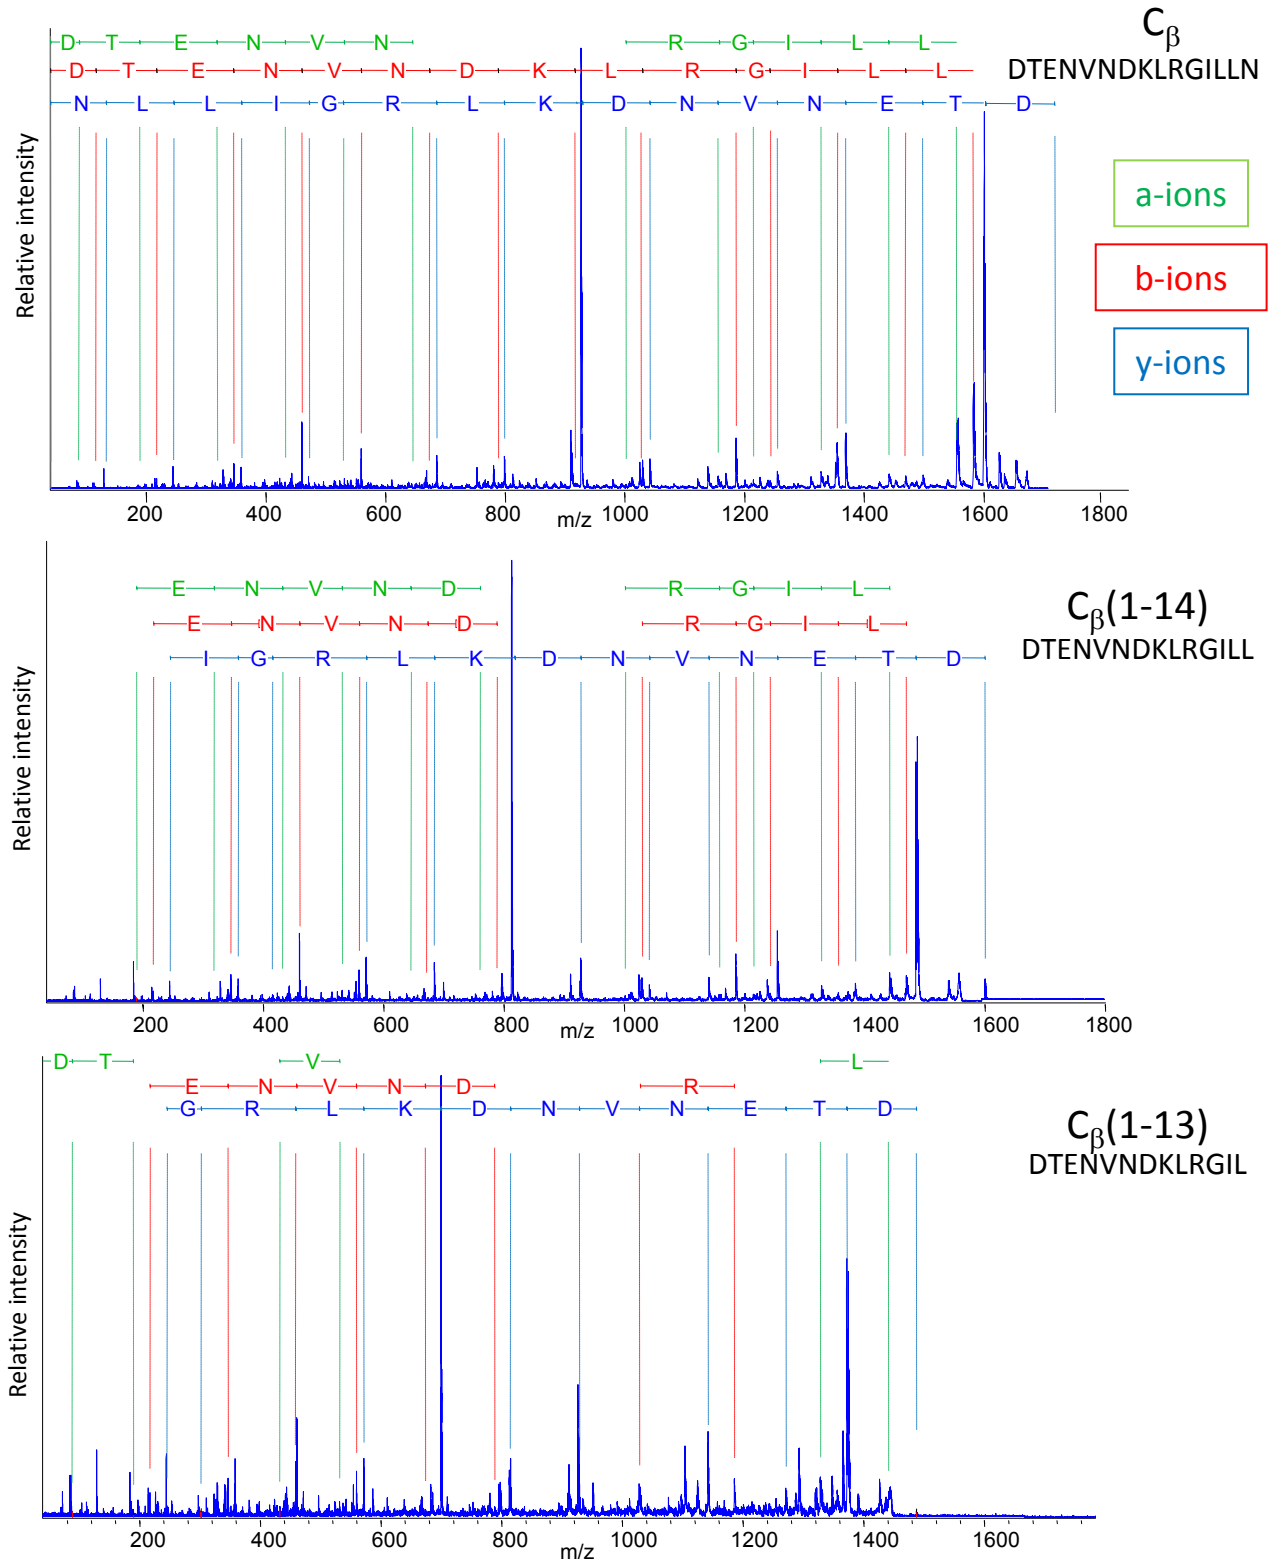 D T E N V N R G I L L
D T E N V N D K L R G I L L
N L L I G R L K D N V N E T D
Cβ
DTENVNDKLRGILLN
a-ions
b-ions
y-ions
Relative intensity
200 400 600 800 1000 1200 1400 1600 1800
m/z
E N V N D R G I L
E N V N D R G I L
I G R L K D N V N E T D
Cβ(1-14)
DTENVNDKLRGILL
Relative intensity
200 400 600 800 1000 1200 1400 1600 1800
m/z
D T V L
E N V N D R
G R L K D N V N E T D
Cβ(1-13)
DTENVNDKLRGIL
Relative intensity
200 400 600 800 1000 1200 1400 1600
m/z